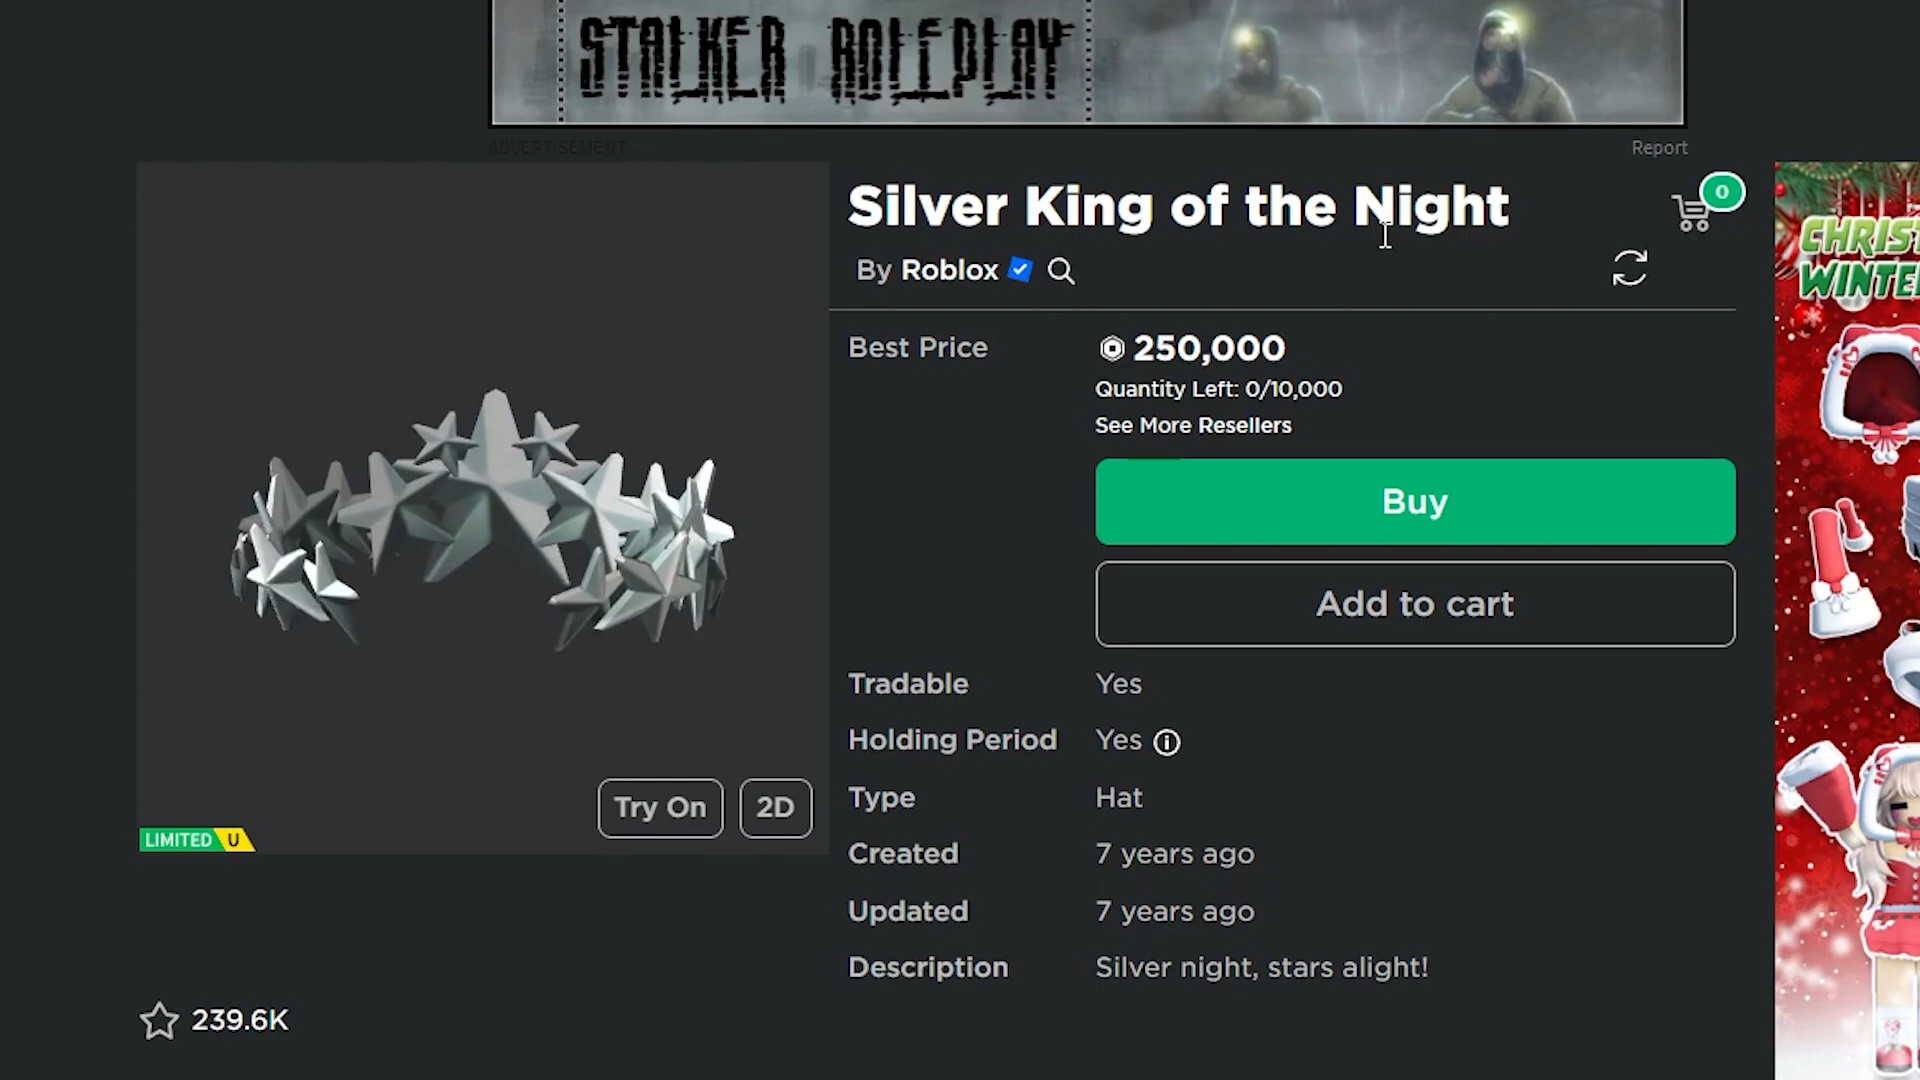 STALKER ROLEPLAY
ADVERTISEMENT
Report
Silver King of the Night
0
By Roblox
Best Price
250,000
Quantity Left: 0/10,000
See More Resellers
Buy
Add to cart
Tradable Yes
Holding Period Yes
Type Hat
Created 7 years ago
Updated 7 years ago
Description Silver night, stars alight!
Try On
2D
LIMITED U
239.6K
CHRIST
WINTE